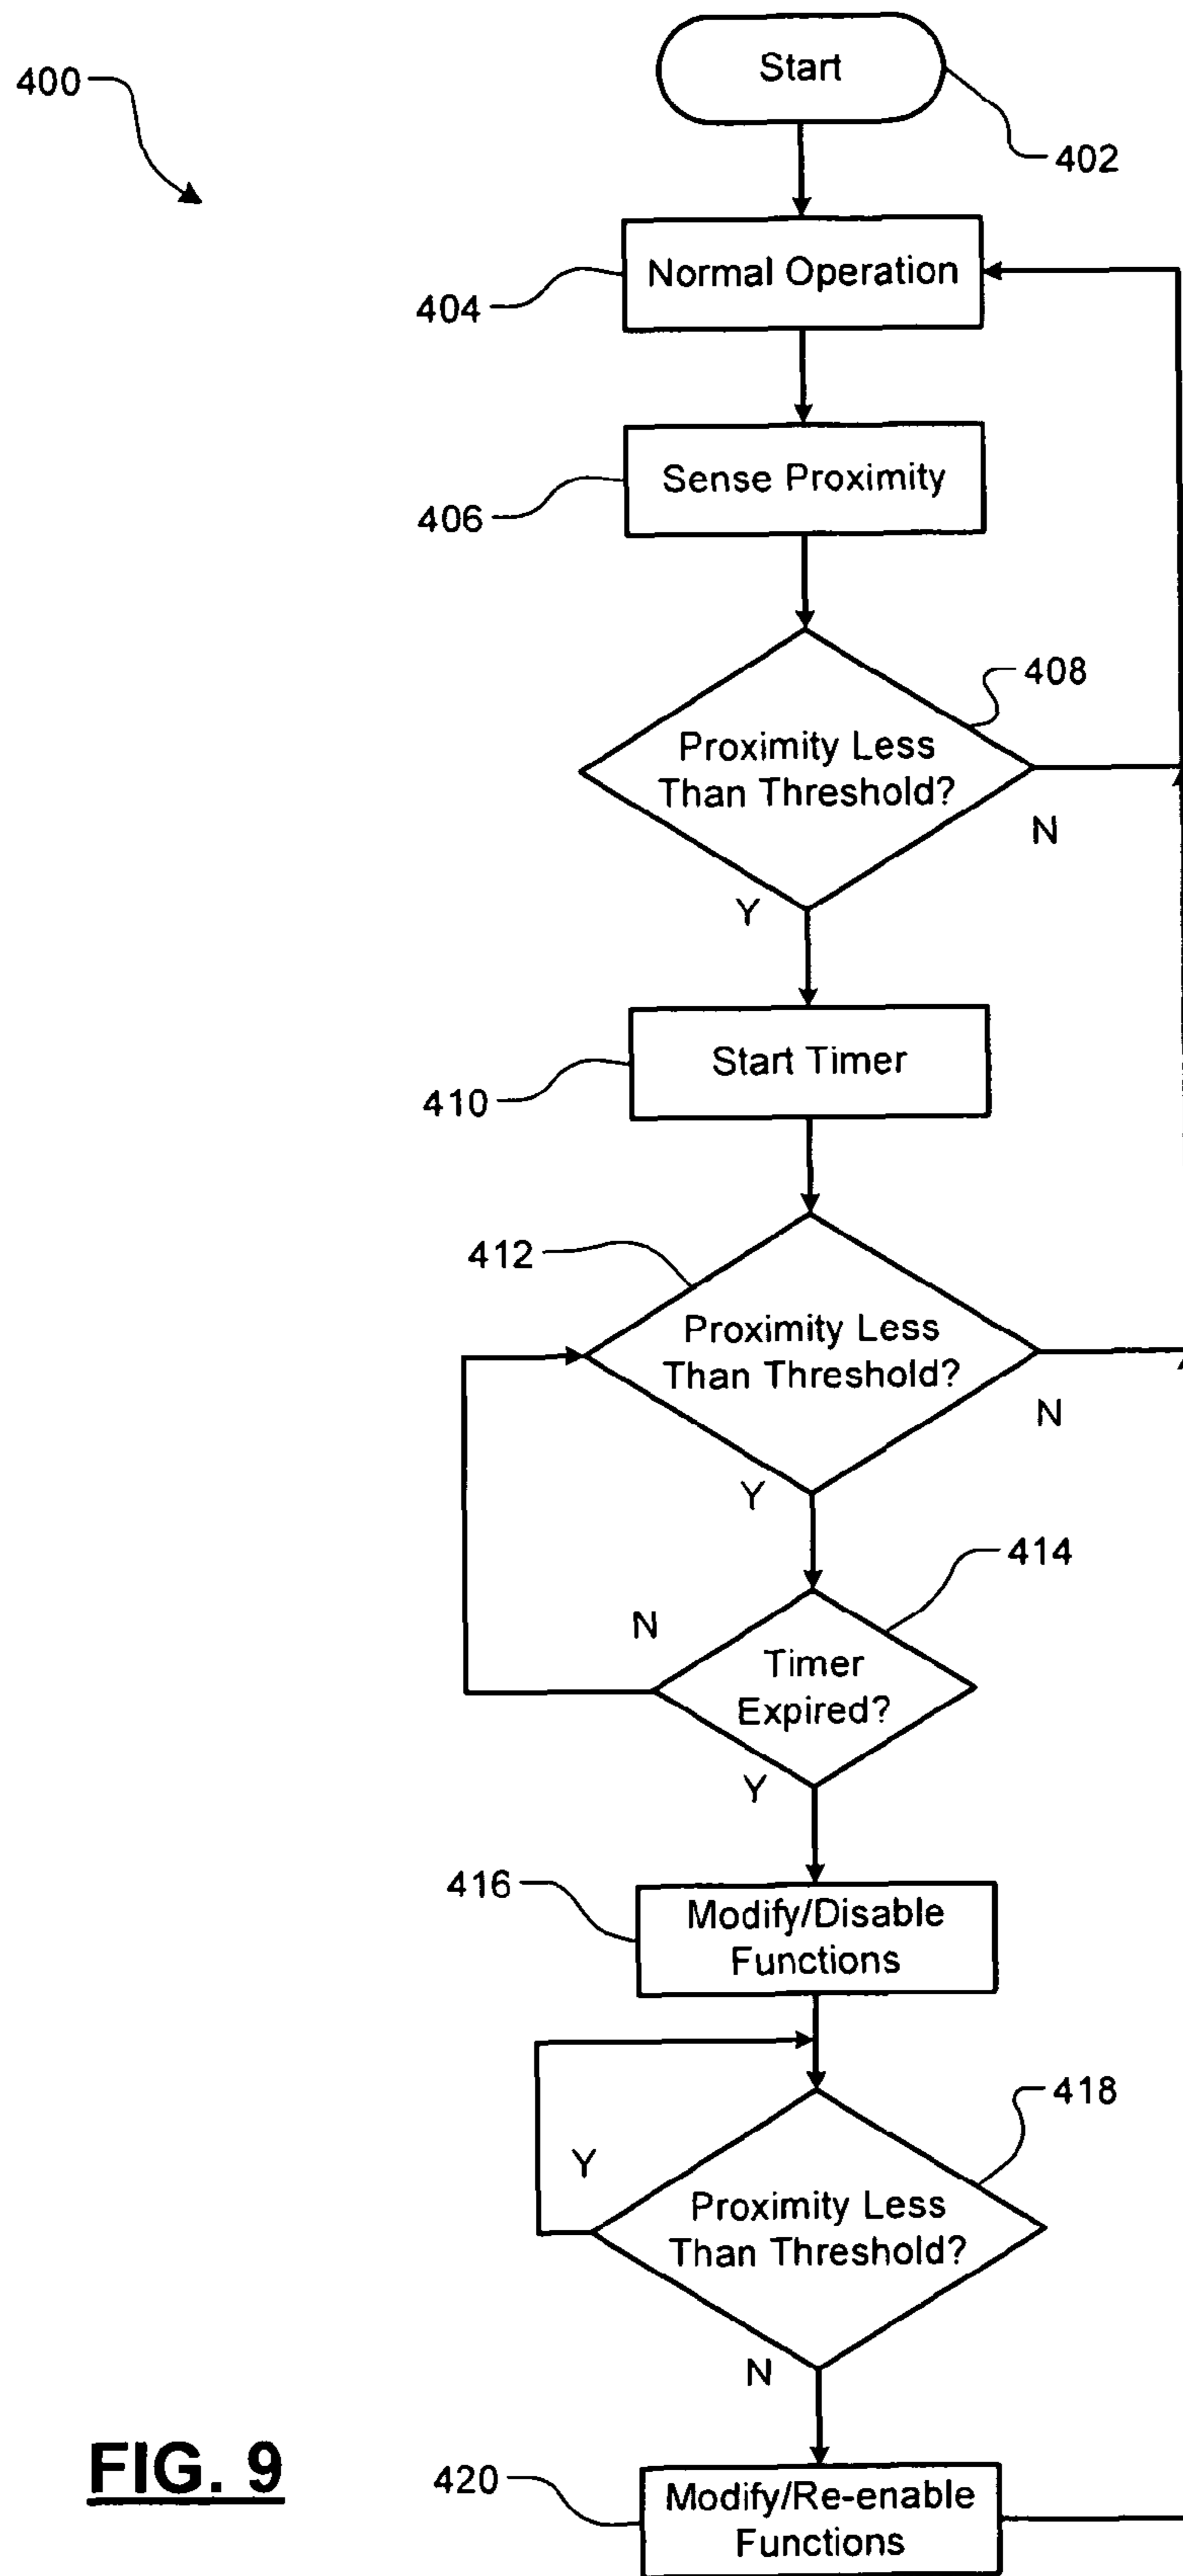 400
Start
402
Normal Operation
404
Sense Proximity
406
408
Proximity Less
Than Threshold?
N
Y
Start Timer
410
412
Proximity Less
Than Threshold?
N
Y
414
N
Timer
Expired?
Y
416
Modify/Disable
Functions
418
Y
Proximity Less
Than Threshold?
N
FIG. 9
420
Modify/Re-enable
Functions